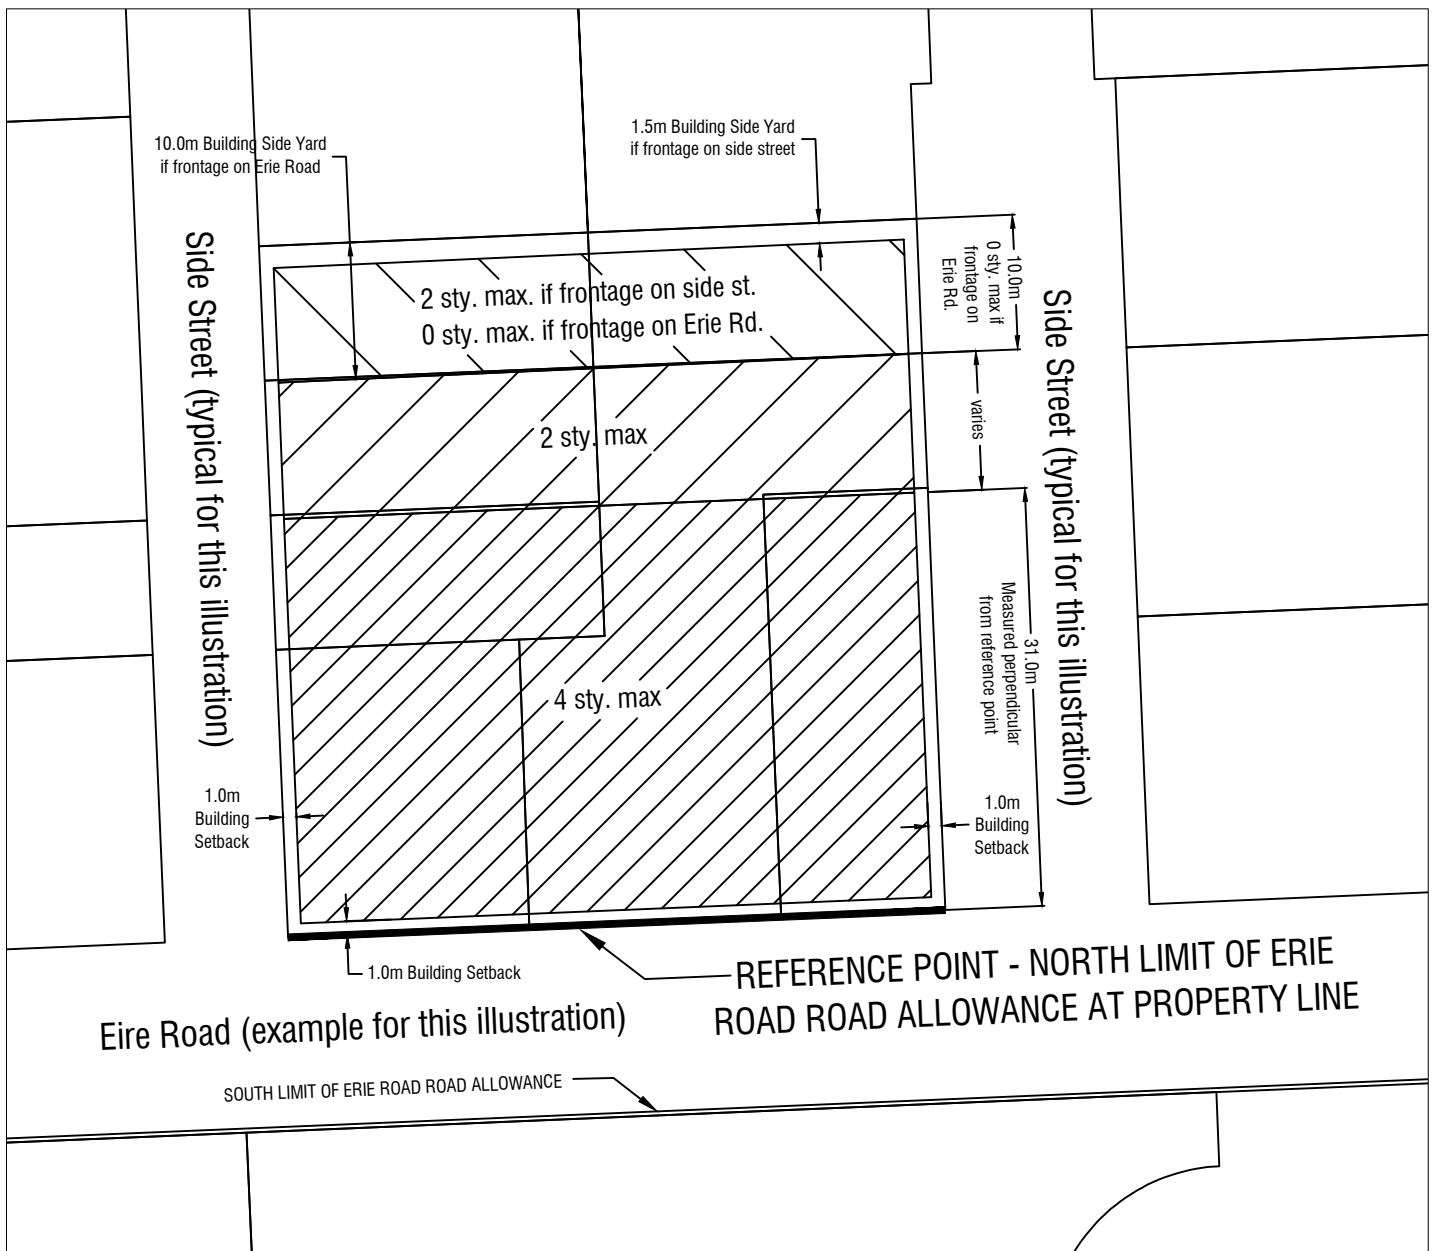 10.0m Building Side Yard
if frontage on Erie Road
1.5m Building Side Yard
if frontage on side street
Side Street (typical for this illustration)
2 sty. max. if frontage on side st.
0 sty. max. if frontage on Erie Rd.
10.0m
0 sty. max if
frontage on
Erie Rd.
Side Street (typical for this illustration)
2 sty. max
varies
31.0m
Measured perpendicular
from reference point
4 sty. max
1.0m
Building
Setback
1.0m
Building
Setback
1.0m Building Setback
REFERENCE POINT - NORTH LIMIT OF ERIE
ROAD ROAD ALLOWANCE AT PROPERTY LINE
Eire Road (example for this illustration)
SOUTH LIMIT OF ERIE ROAD ROAD ALLOWANCE